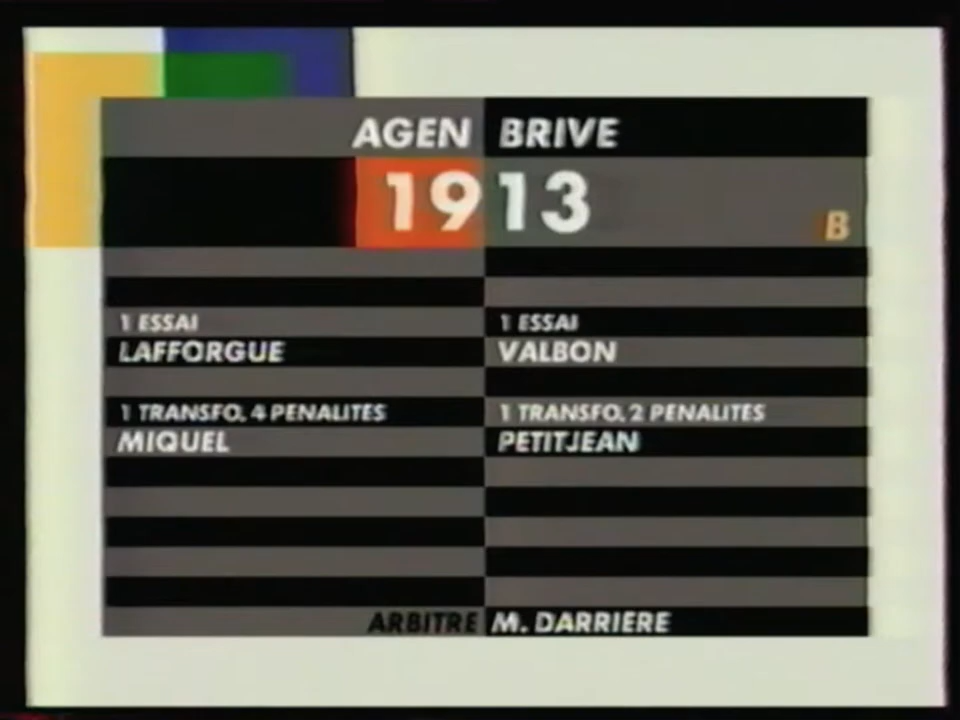 AGEN BRIVE
19 13 B
1 ESSAI 1 ESSAI
LAFFORGUE VALBON
1 TRANSFO, 4 PENALITES 1 TRANSFO, 2 PENALITES
MIQUEL PETITJEAN
ARBITRE M. DARRIERE